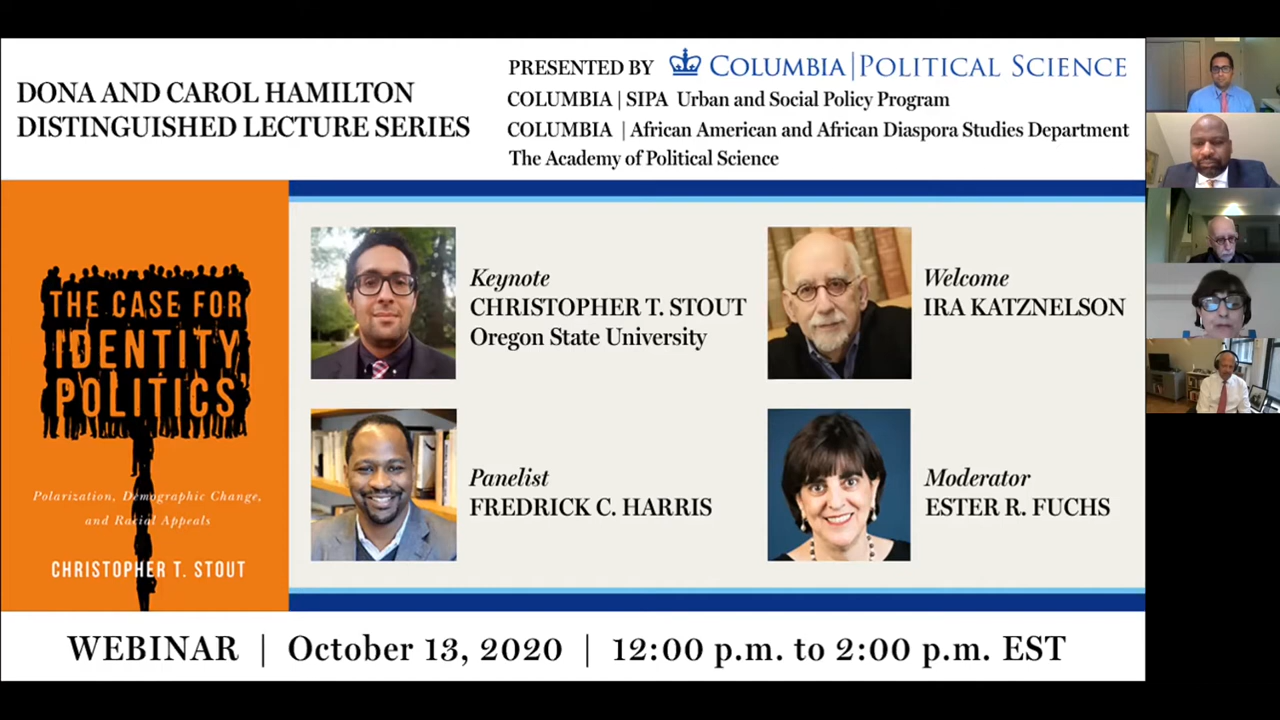 DONA AND CAROL HAMILTON
DISTINGUISHED LECTURE SERIES
PRESENTED BY COLUMBIA | POLITICAL SCIENCE
COLUMBIA | SIPA Urban and Social Policy Program
COLUMBIA | African American and African Diaspora Studies Department
The Academy of Political Science
THE CASE FOR
IDENTITY
POLITICS
Polarization, Demographic Change,
and Racial Appeals
CHRISTOPHER T. STOUT
Keynote
CHRISTOPHER T. STOUT
Oregon State University
Welcome
IRA KATZNELSON
Panelist
FREDRICK C. HARRIS
Moderator
ESTER R. FUCHS
WEBINAR | October 13, 2020 | 12:00 p.m. to 2:00 p.m. EST